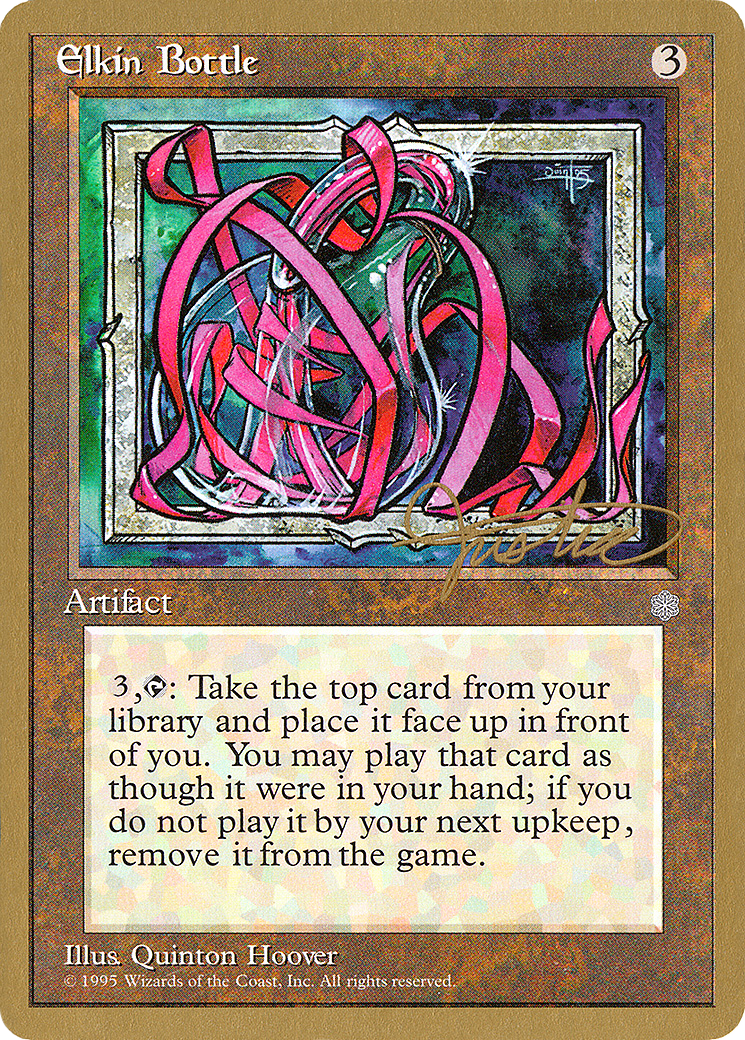 Elkin Bottle
3
Quint 95
Justice
Artifact
3,: Take the top card from your
library and place it face up in front
of you. You may play that card as
though it were in your hand; if you
do not play it by your next upkeep,
remove it from the game.
Illus. Quinton Hoover
© 1995 Wizards of the Coast, Inc. All rights reserved.